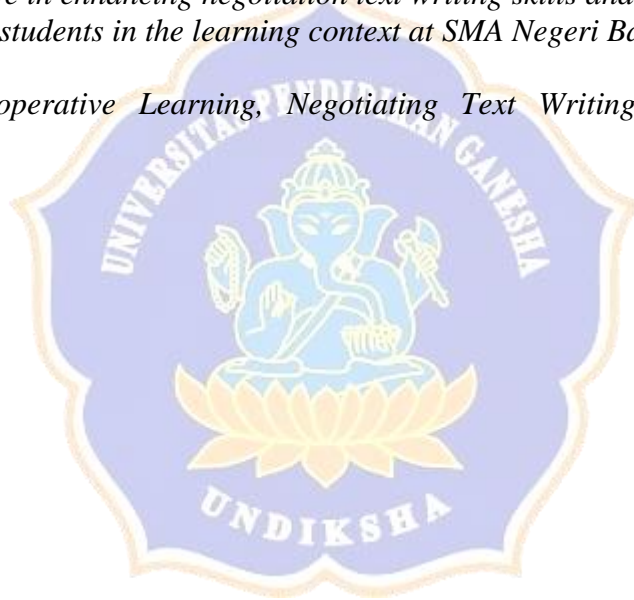 re in enhancing negotiation text writing skills and
students in the learning context at SMA Negeri Ba
operative Learning, Negotiating Text Writing
UNIVERSITAS PENDIDIKAN GANESHA
UNDIKSHA